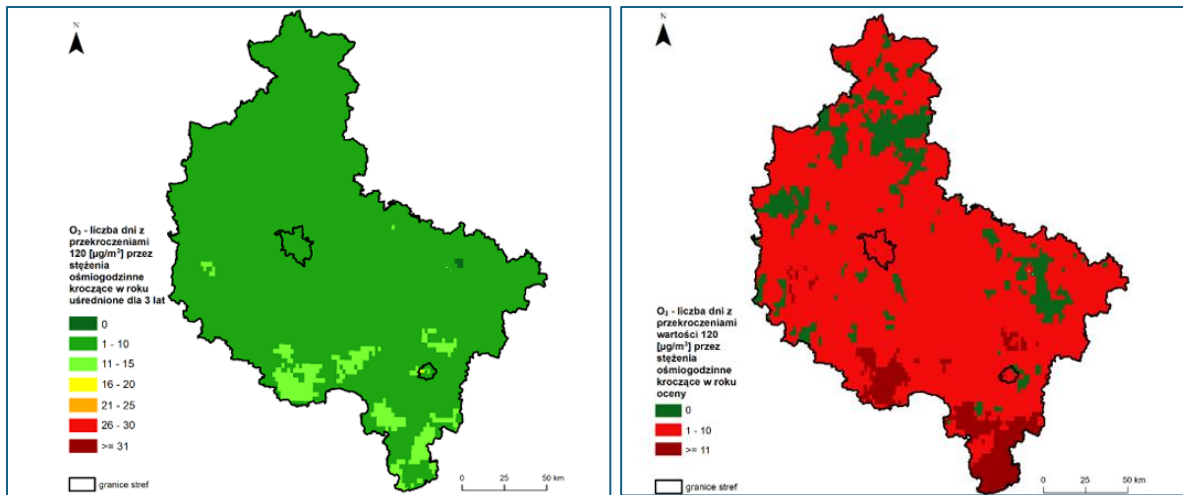 N
O₃ - liczba dni z
przekroczeniami
120 [µg/m³] przez
stężenia
ośmiogodzinne
kroczące w roku
uśrednione dla 3 lat
0
1 - 10
11 - 15
16 - 20
21 - 25
26 - 30
>= 31
granice stref
0 25 50 km
N
O₃ - liczba dni z
przekroczeniami
wartości 120
[µg/m³] przez
stężenia
ośmiogodzinne
kroczące w roku
oceny
0
1 - 10
>= 11
granice stref
0 25 50 km